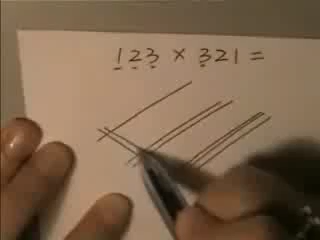 123 × 321 =